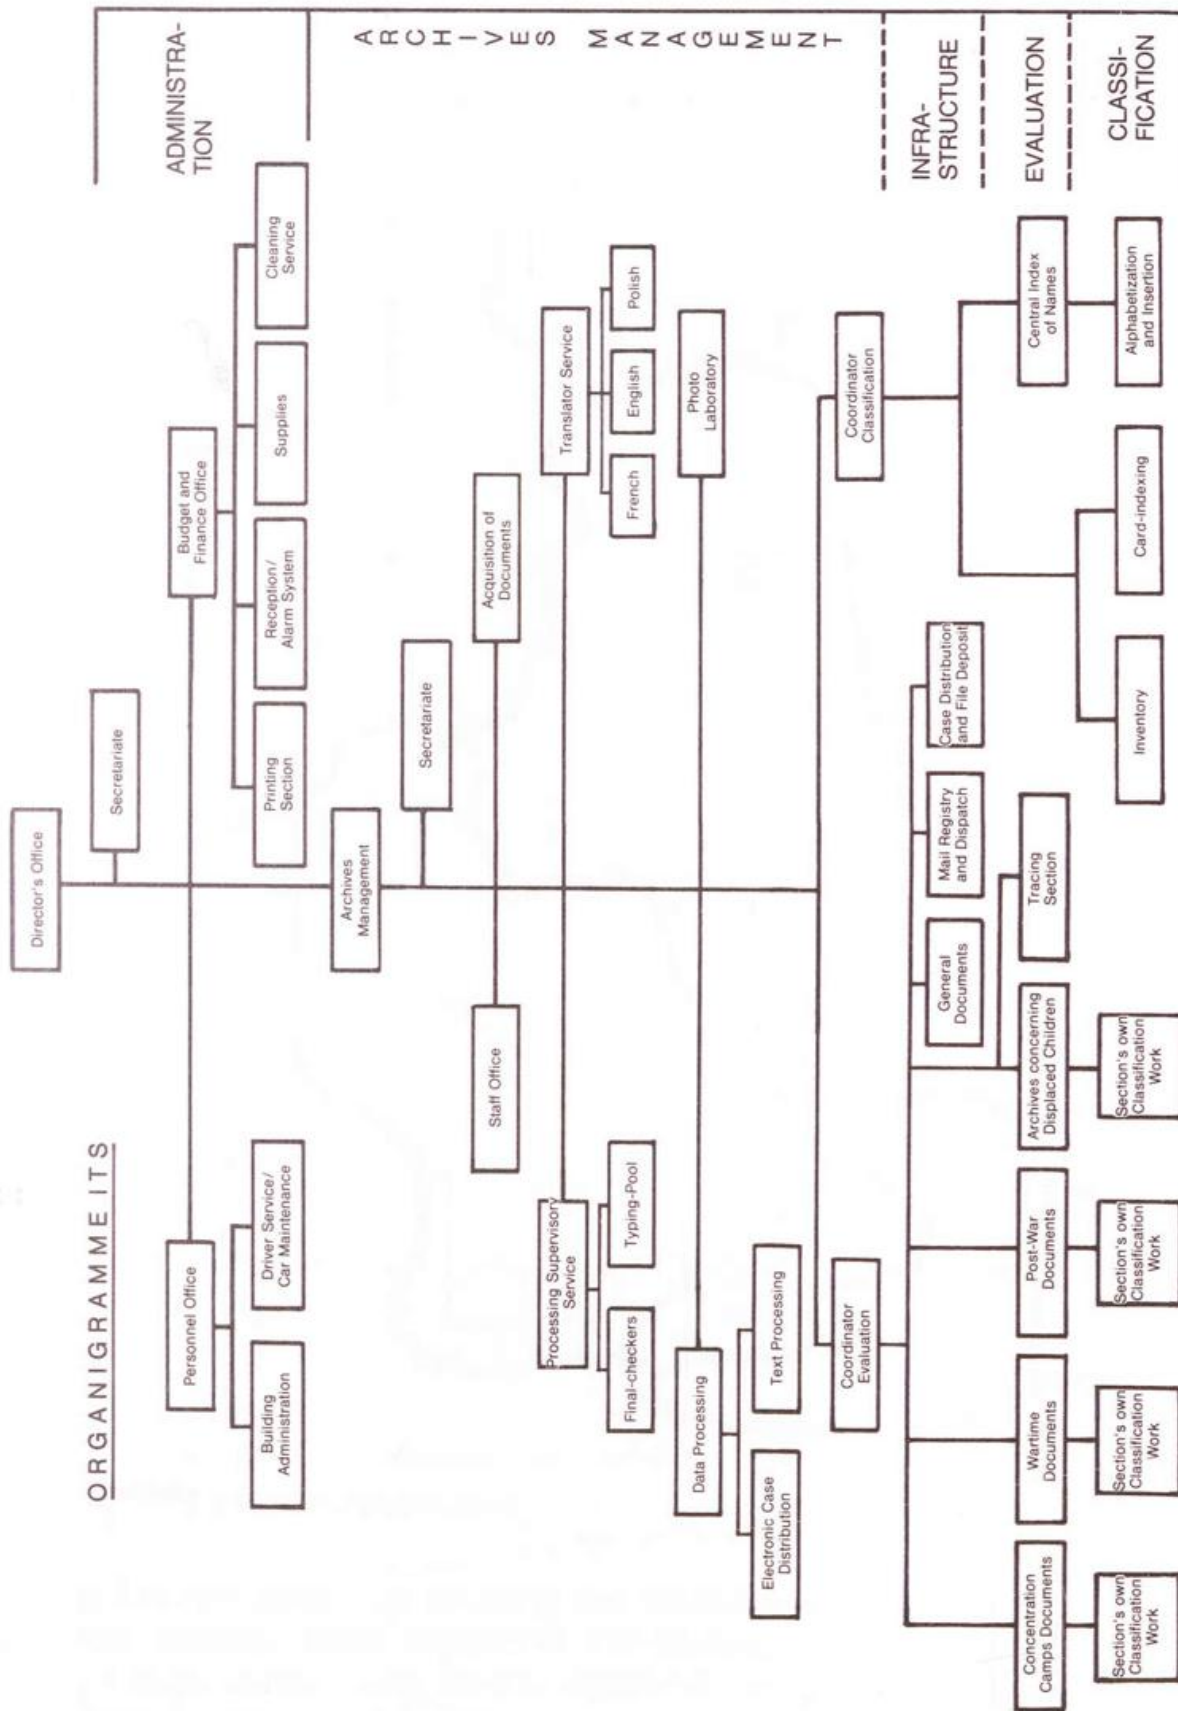 ORGANIGRAMME ITS
Director's Office
Secretariate
ADMINISTRA-
TION
Personnel Office
Budget and
Finance Office
Building
Administration
Driver Service/
Car Maintenance
Printing
Section
Reception/
Alarm System
Supplies
Cleaning
Service
ARCHIVES MANAGEMENT
Archives
Management
Secretariate
Staff Office
Acquisition of
Documents
Processing Supervisory
Service
Translator Service
Final-checkers
Typing-Pool
French
English
Polish
Data Processing
Photo
Laboratory
Electronic Case
Distribution
Text Processing
Coordinator
Evaluation
Coordinator
Classification
INFRA-
STRUCTURE
General
Documents
Mail Registry
and Dispatch
Case Distribution
and File Deposit
EVALUATION
Concentration
Camps Documents
Wartime
Documents
Post-War
Documents
Archives concerning
Displaced Children
Tracing
Section
Central Index
of Names
CLASSI-
FICATION
Section's own
Classification
Work
Section's own
Classification
Work
Section's own
Classification
Work
Section's own
Classification
Work
Inventory
Card-indexing
Alphabetization
and Insertion